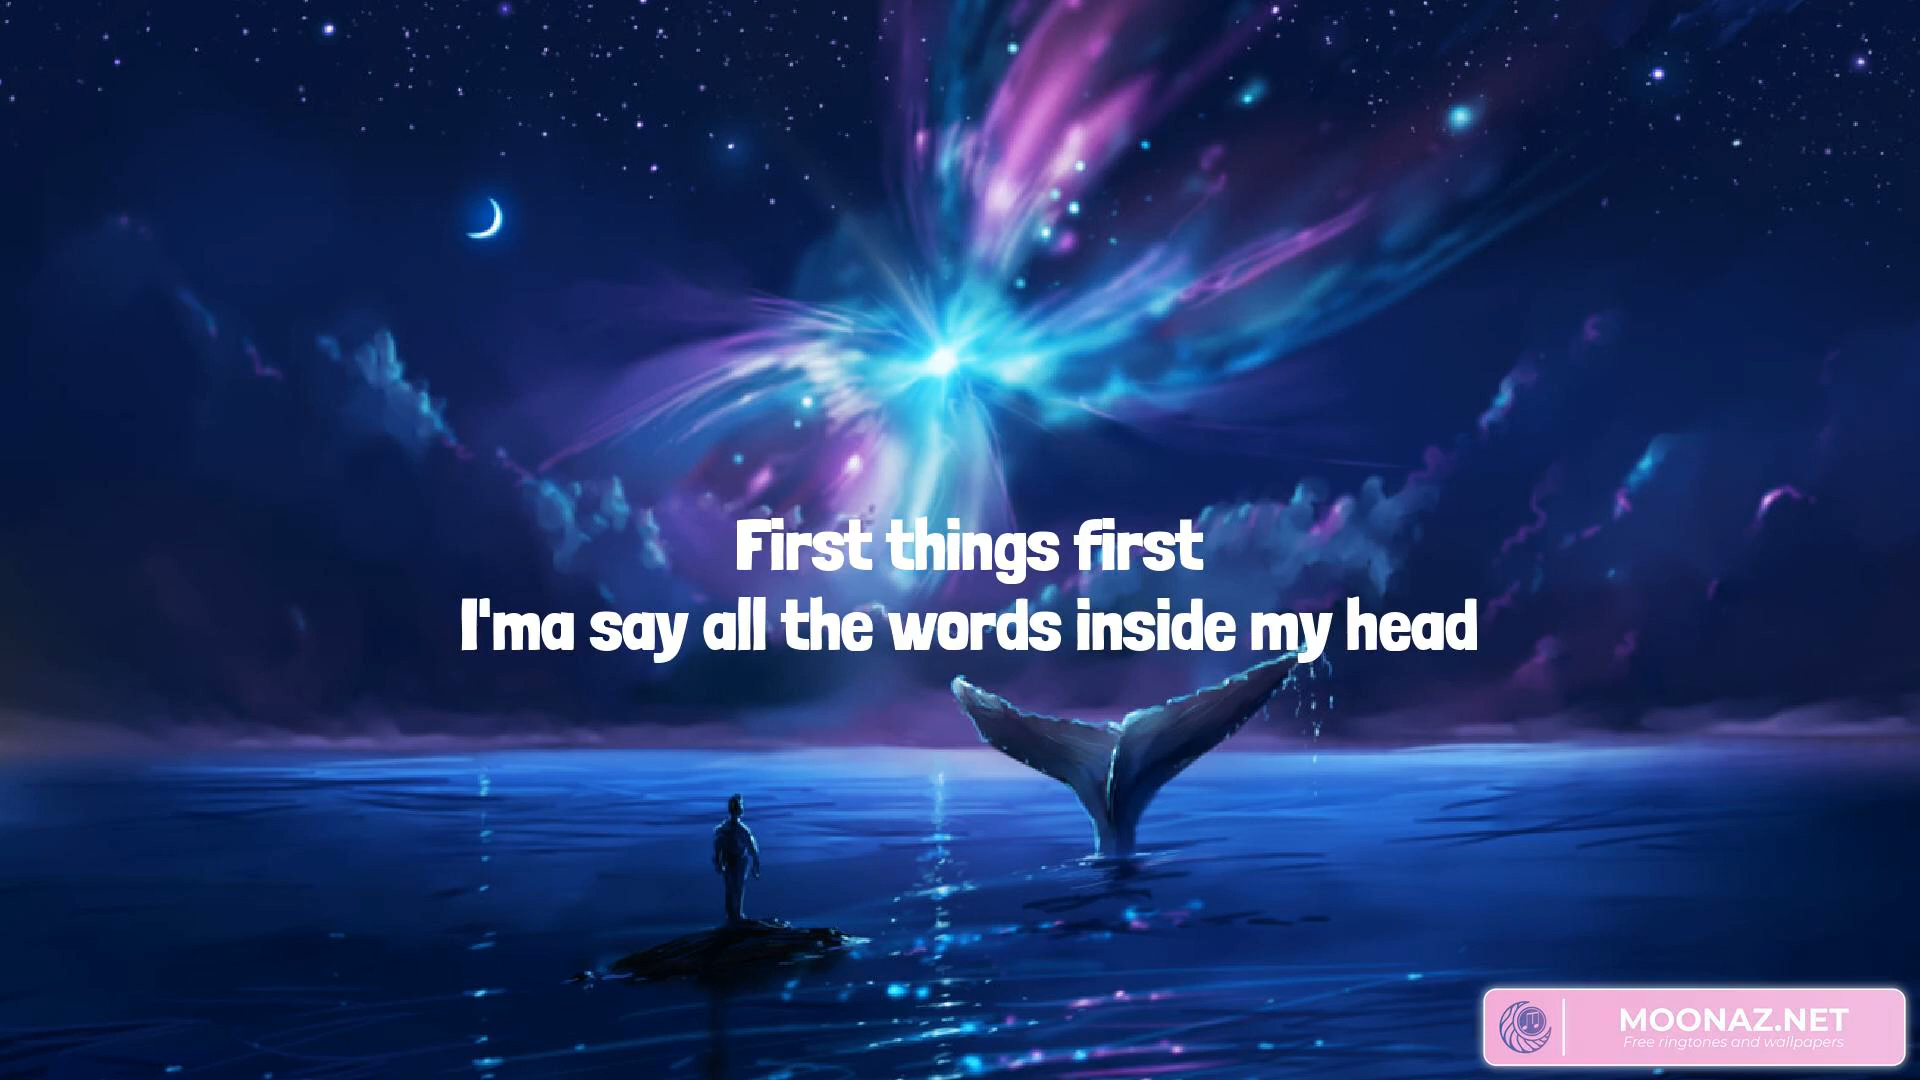 First things first
I'ma say all the words inside my head
MOONAZ.NET
Free ringtones and wallpapers